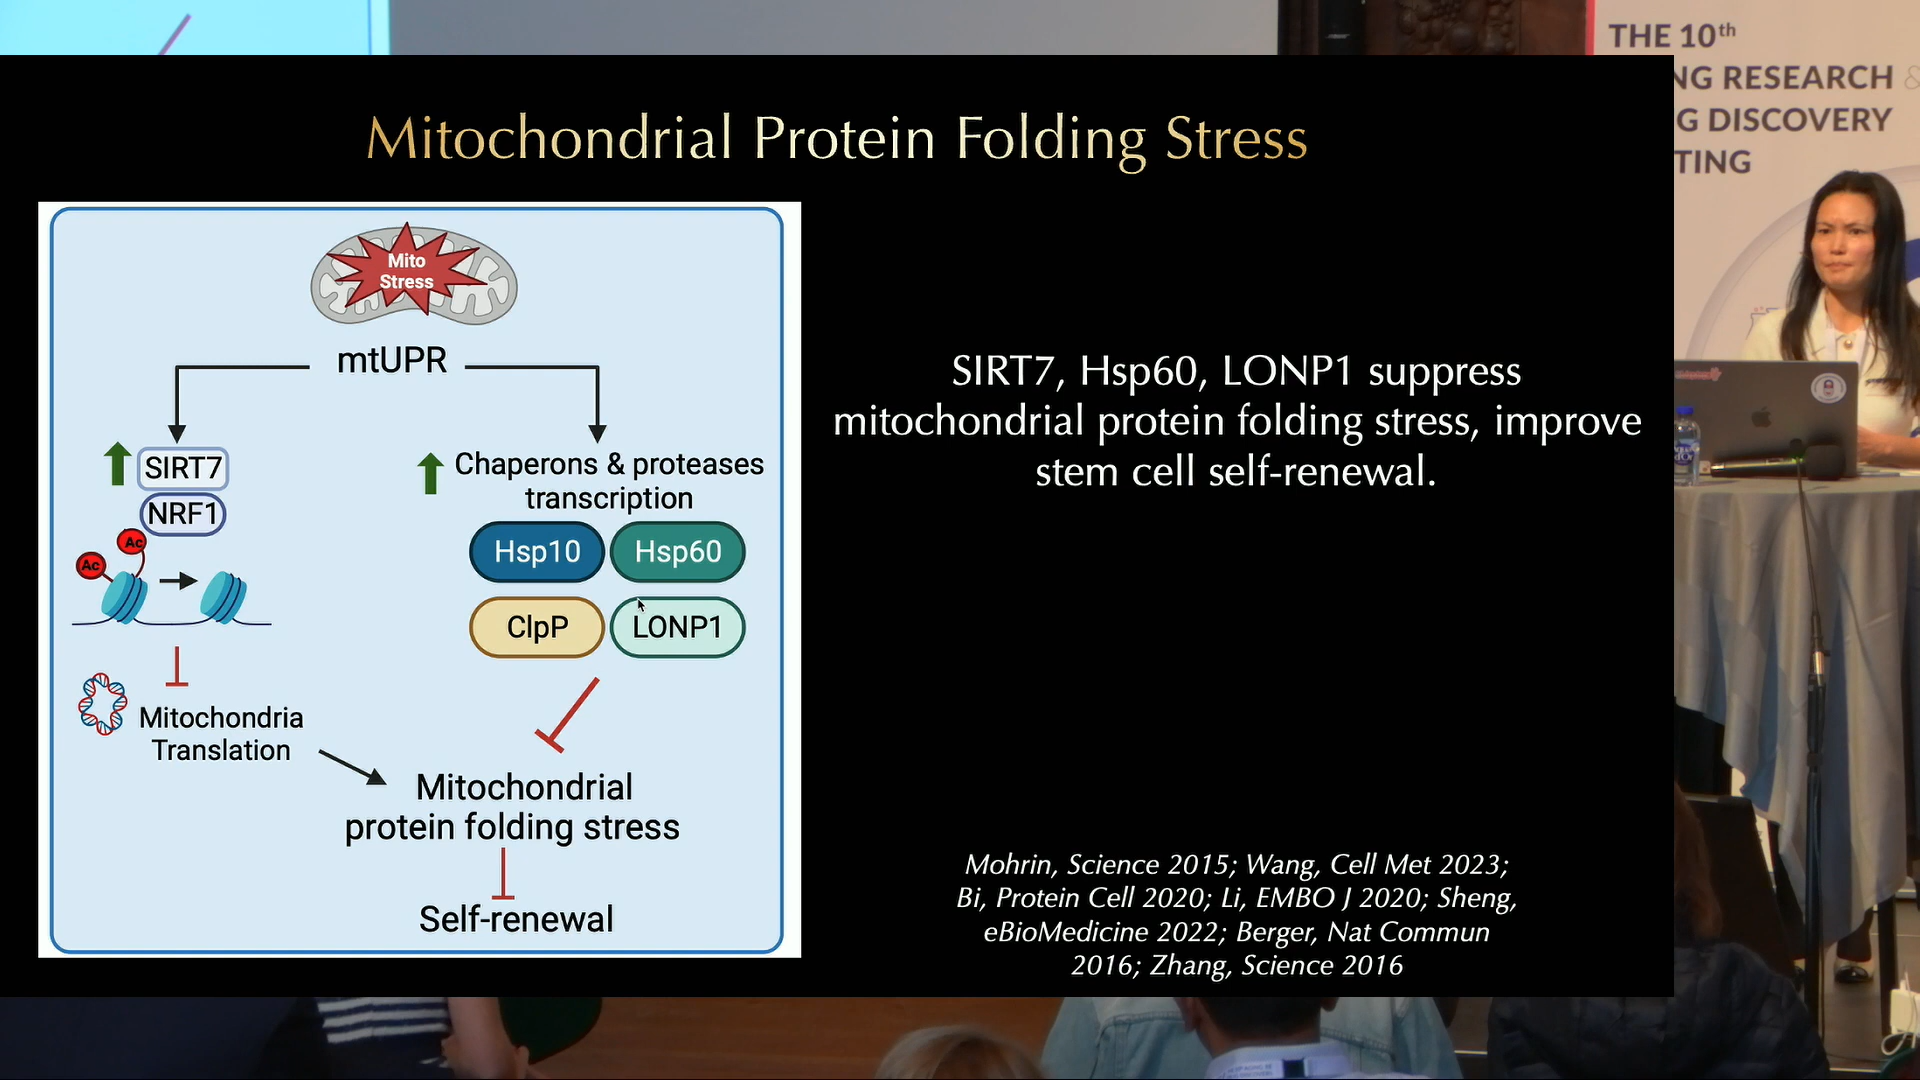 THE 10th
NG RESEARCH &
G DISCOVERY
TING
Mitochondrial Protein Folding Stress
Mito
Stress
mtUPR
SIRT7
NRF1
Ac
Ac
Chaperons & proteases
transcription
Hsp10
Hsp60
ClpP
LONP1
Mitochondria
Translation
Mitochondrial
protein folding stress
Self-renewal
SIRT7, Hsp60, LONP1 suppress
mitochondrial protein folding stress, improve
stem cell self-renewal.
Mohrin, Science 2015; Wang, Cell Met 2023;
Bi, Protein Cell 2020; Li, EMBO J 2020; Sheng,
eBioMedicine 2022; Berger, Nat Commun
2016; Zhang, Science 2016